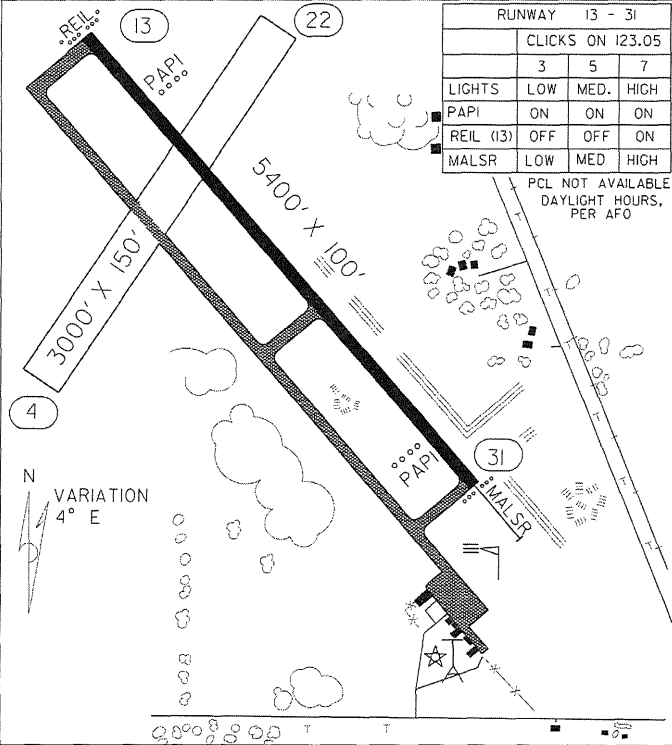 RUNWAY 13 - 31
CLICKS ON 123.05
3 5 7
LIGHTS LOW MED. HIGH
PAPI ON ON ON
REIL (13) OFF OFF ON
MALSR LOW MED HIGH
PCL NOT AVAILABLE
DAYLIGHT HOURS,
PER AFO
REIL
13
22
PAPI
5400' X 100'
3000' X 150'
4
31
PAPI
MALSR
N
VARIATION
4° E
T
T